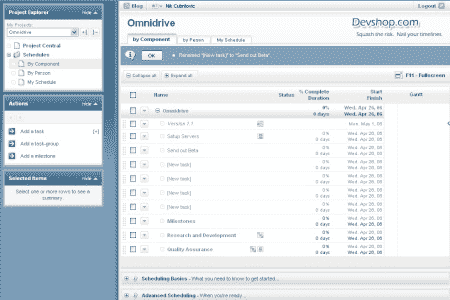 Project Explorer
Hide
My Projects:
Omnidrive
Project Central
Schedules
By Component
By Person
My Schedule
Actions
Hide
Add a task
[+]
Add a task-group
Add a milestone
Selected Items
Hide
Select one or more rows to see a
summary.
Blog
Nik Cubrilovic
Logout
Omnidrive
Devshop.com
Squash the risk. Nail your timelines.
by Component
by Person
My Schedule
OK
Renamed "New task" to "Send out Beta".
Collapse all
Expand all
F11 - Fullscreen
Name
Status
% Complete
Duration
Start
Finish
Gantt
Omnidrive
0%
0 days
Wed, Apr 26, 06
Wed, Apr 26, 06
Version 1.1
Mon, May 1, 06
Setup Servers
0%
0 days
Wed, Apr 26, 06
Wed, Apr 26, 06
Send out Beta
0%
0 days
Wed, Apr 26, 06
Wed, Apr 26, 06
[New task]
0%
0 days
Wed, Apr 26, 06
Wed, Apr 26, 06
[New task]
0%
0 days
Wed, Apr 26, 06
Wed, Apr 26, 06
[New task]
0%
0 days
Wed, Apr 26, 06
Wed, Apr 26, 06
[New task]
0%
0 days
Wed, Apr 26, 06
Wed, Apr 26, 06
Milestones
0%
0 days
Wed, Apr 26, 06
Wed, Apr 26, 06
Research and Development
0%
0 days
Wed, Apr 26, 06
Wed, Apr 26, 06
Quality Assurance
0%
0 days
Wed, Apr 26, 06
Wed, Apr 26, 06
Scheduling Basics - What you need to know to get started...
Advanced Scheduling - When you're ready...